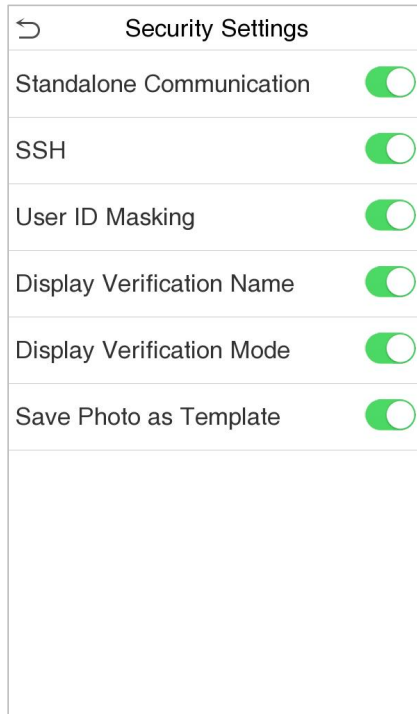 Security Settings
Standalone Communication
SSH
User ID Masking
Display Verification Name
Display Verification Mode
Save Photo as Template